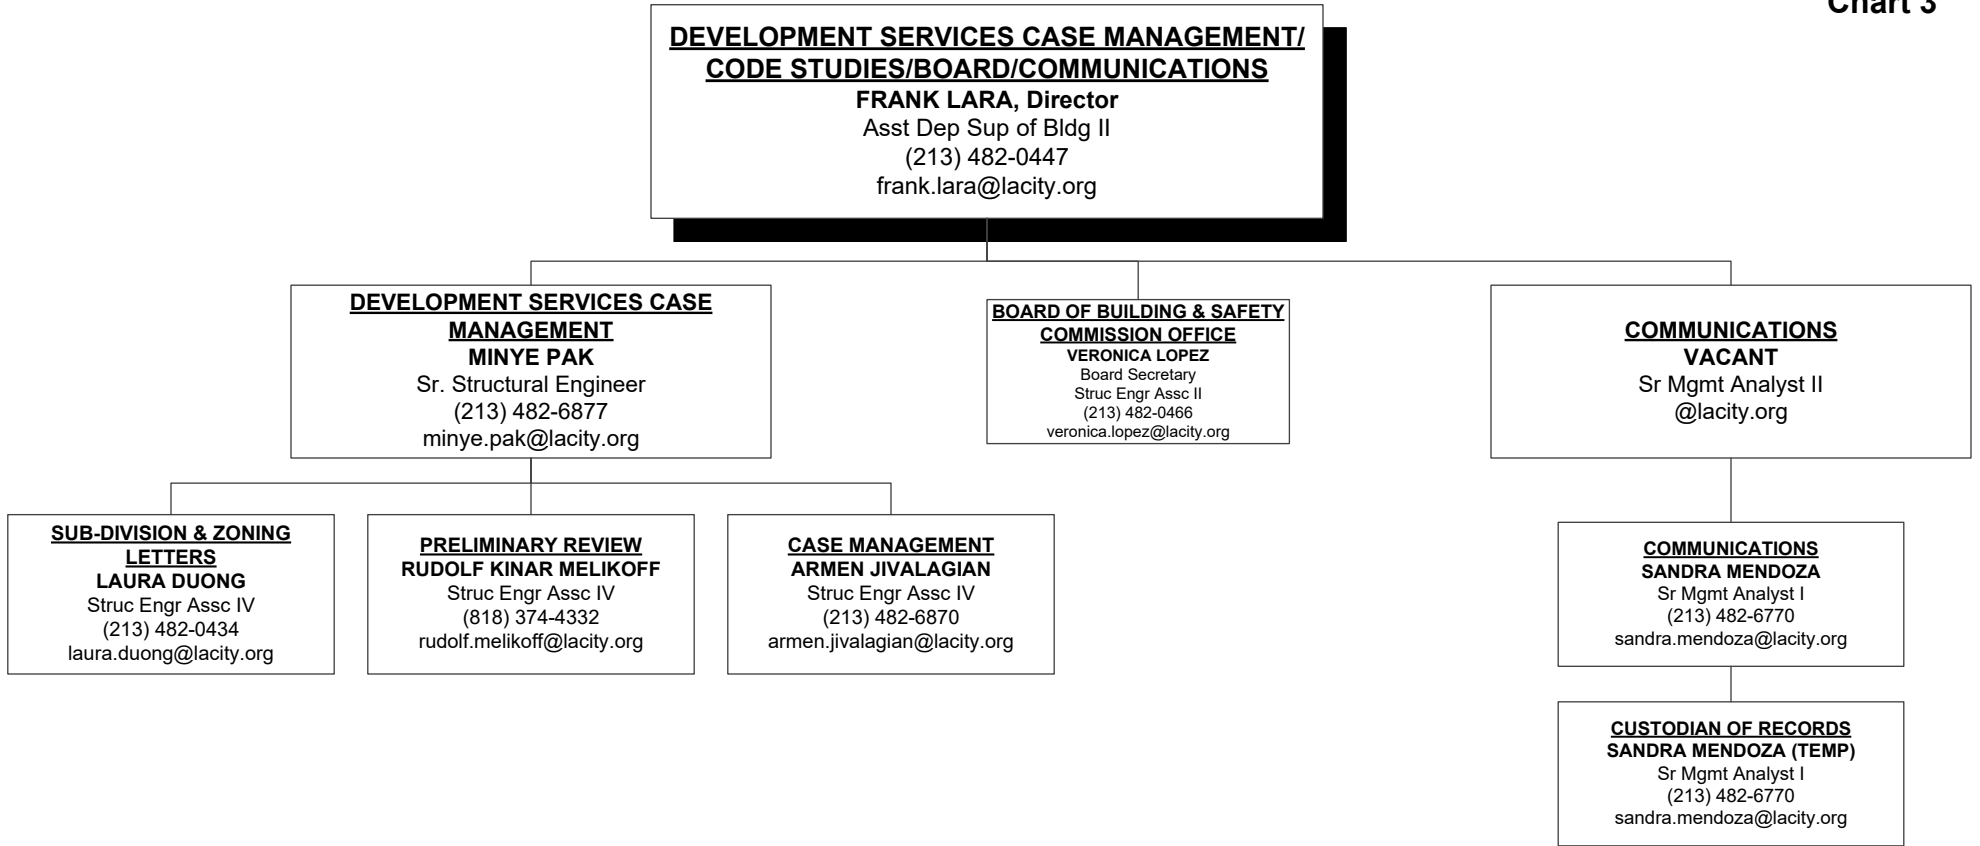 Chart 3
DEVELOPMENT SERVICES CASE MANAGEMENT/
CODE STUDIES/BOARD/COMMUNICATIONS
FRANK LARA, Director
Asst Dep Sup of Bldg II
(213) 482-0447
frank.lara@lacity.org
DEVELOPMENT SERVICES CASE
MANAGEMENT
MINYE PAK
Sr. Structural Engineer
(213) 482-6877
minye.pak@lacity.org
BOARD OF BUILDING & SAFETY
COMMISSION OFFICE
VERONICA LOPEZ
Board Secretary
Struc Engr Assc II
(213) 482-0466
veronica.lopez@lacity.org
COMMUNICATIONS
VACANT
Sr Mgmt Analyst II
@lacity.org
SUB-DIVISION & ZONING
LETTERS
LAURA DUONG
Struc Engr Assc IV
(213) 482-0434
laura.duong@lacity.org
PRELIMINARY REVIEW
RUDOLF KINAR MELIKOFF
Struc Engr Assc IV
(818) 374-4332
rudolf.melikoff@lacity.org
CASE MANAGEMENT
ARMEN JIVALAGIAN
Struc Engr Assc IV
(213) 482-6870
armen.jivalagian@lacity.org
COMMUNICATIONS
SANDRA MENDOZA
Sr Mgmt Analyst I
(213) 482-6770
sandra.mendoza@lacity.org
CUSTODIAN OF RECORDS
SANDRA MENDOZA (TEMP)
Sr Mgmt Analyst I
(213) 482-6770
sandra.mendoza@lacity.org